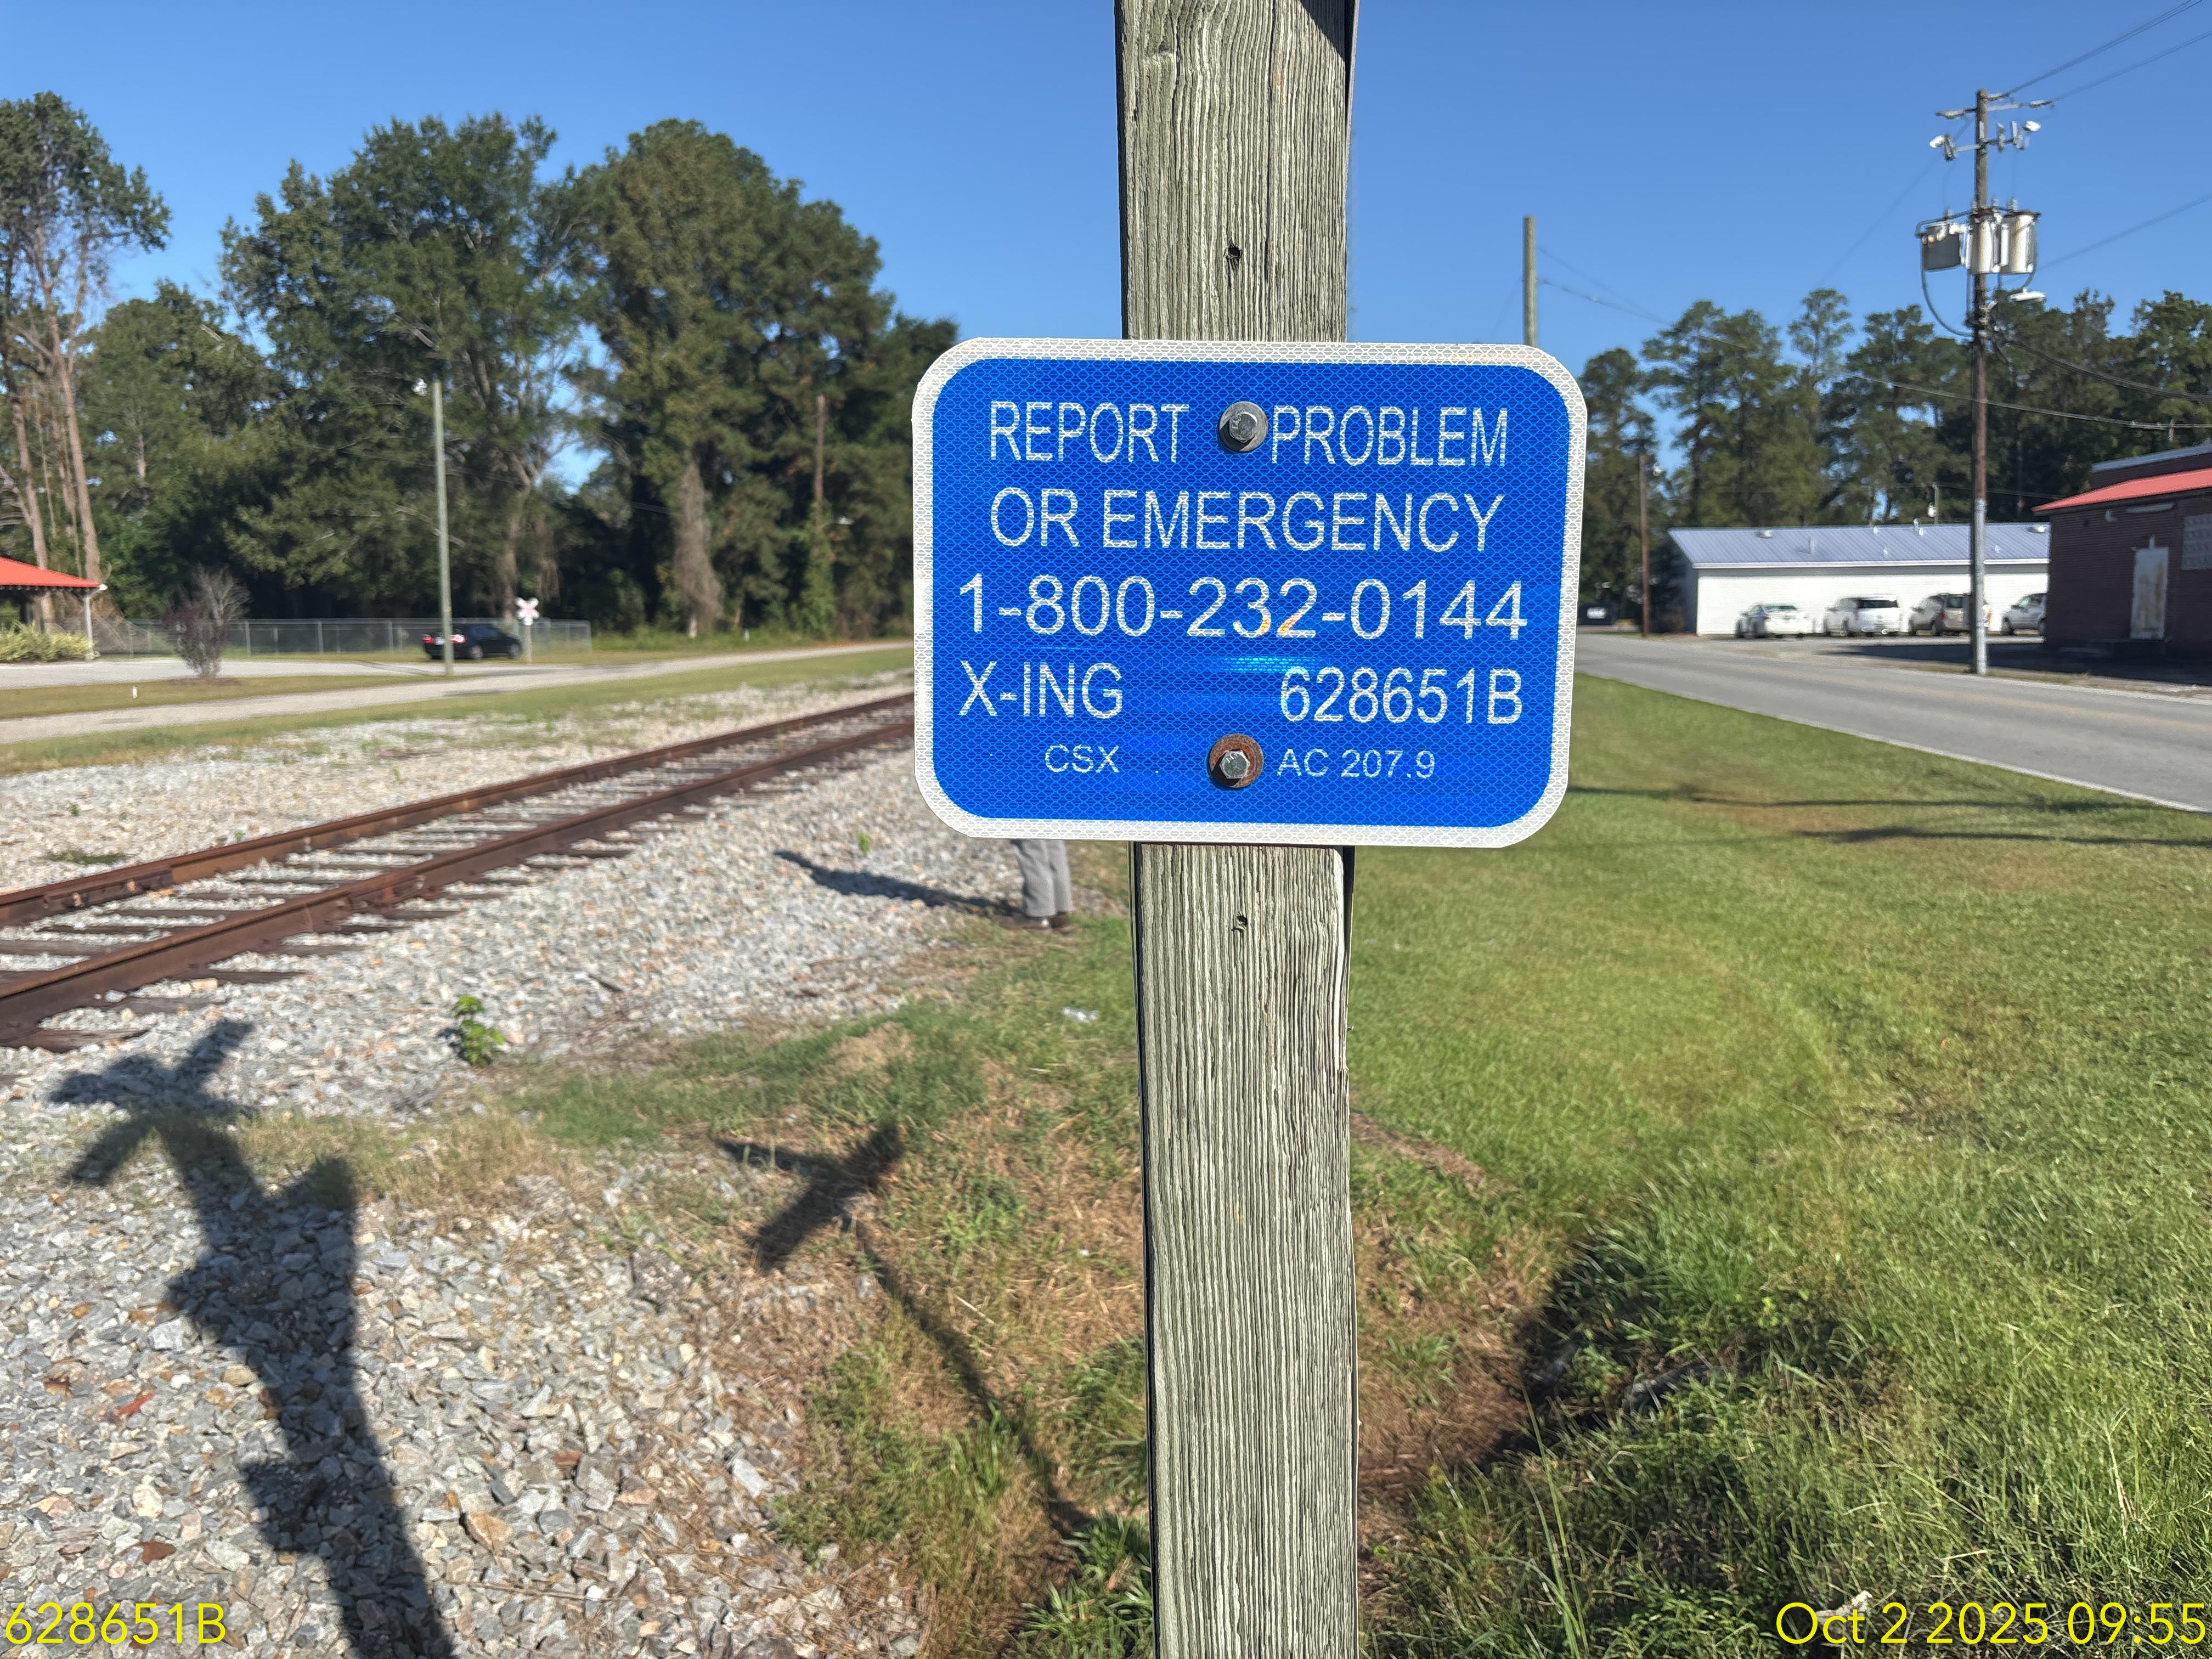 REPORT PROBLEM
OR EMERGENCY
1-800-232-0144
X-ING 628651B
CSX AC 207.9
628651B
Oct 2 2025 09:55